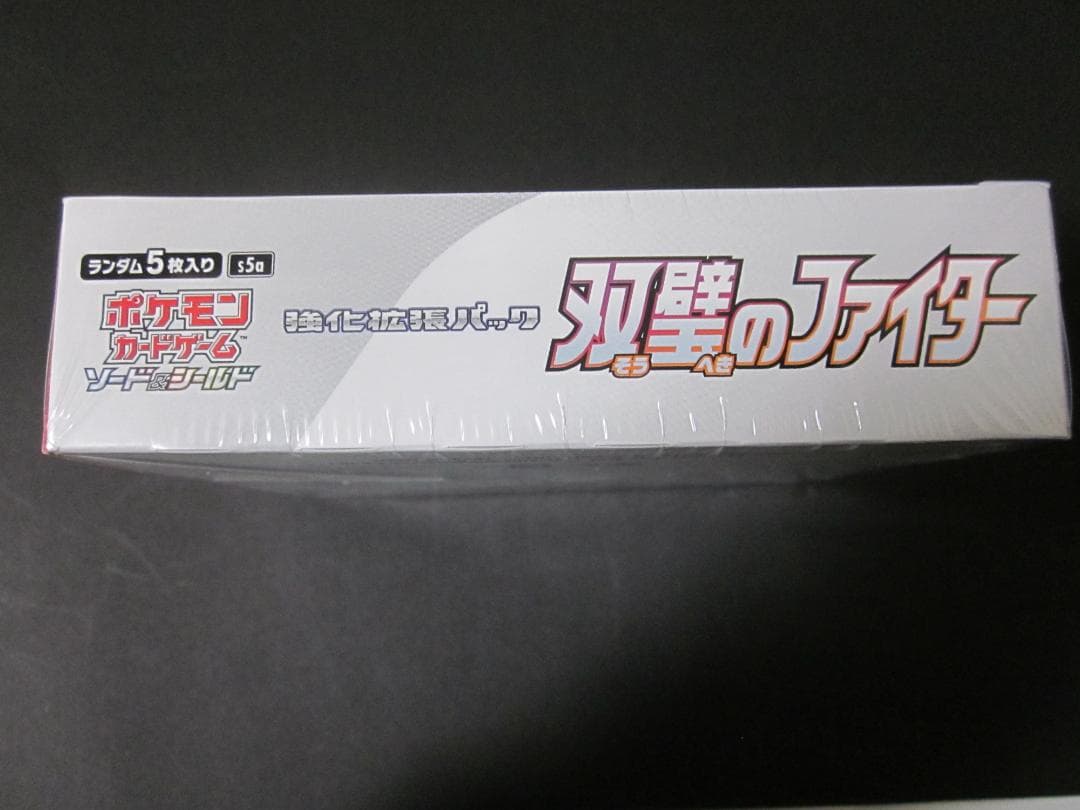 ランダム5枚入り s5a
ポケモン
カードゲーム™
ソード&シールド
強化拡張パック
双璧のファイター
そう へき